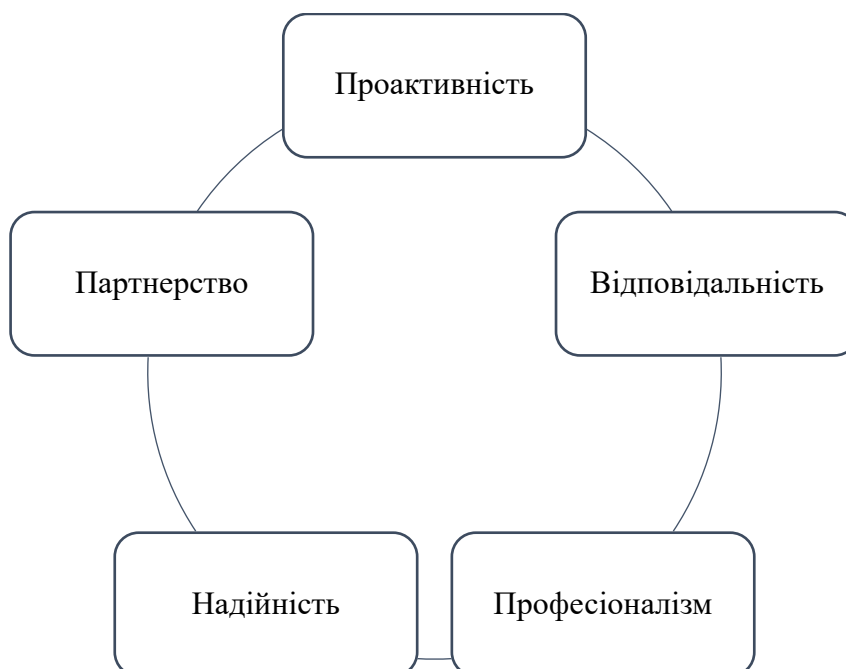 Проактивність
Партнерство
Відповідальність
Надійність
Професіоналізм